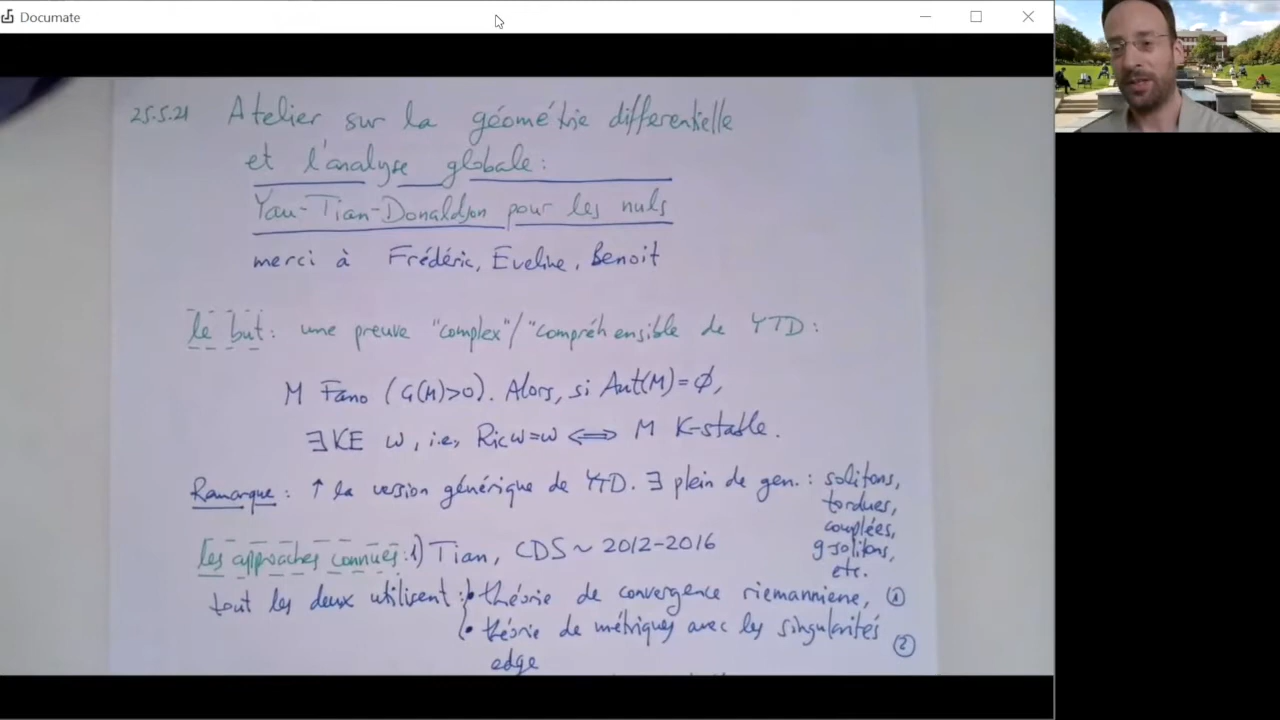 Documate
25.5.21 Atelier sur la géométrie differentielle
et l'analyse globale :
Yau-Tian-Donaldson pour les nuls
merci à Frédéric, Eveline, Benoit
le but : une preuve "complex"/"compréhensible de YTD :
M Fano (C₁(M)>0). Alors, si Aut(M)=∅,
∃ KE ω, i.e., Ric ω=ω ⟺ M K-stable.
Remarque : ↑ la version générique de YTD. ∃ plein de gen. : solitons,
tordues,
couplées,
g-solitons,
etc.
les approches connues : 1) Tian, CDS ~ 2012-2016
tout les deux utilisent : • théorie de convergence riemanniene, ①
• théorie de métriques avec les singularités ②
edge